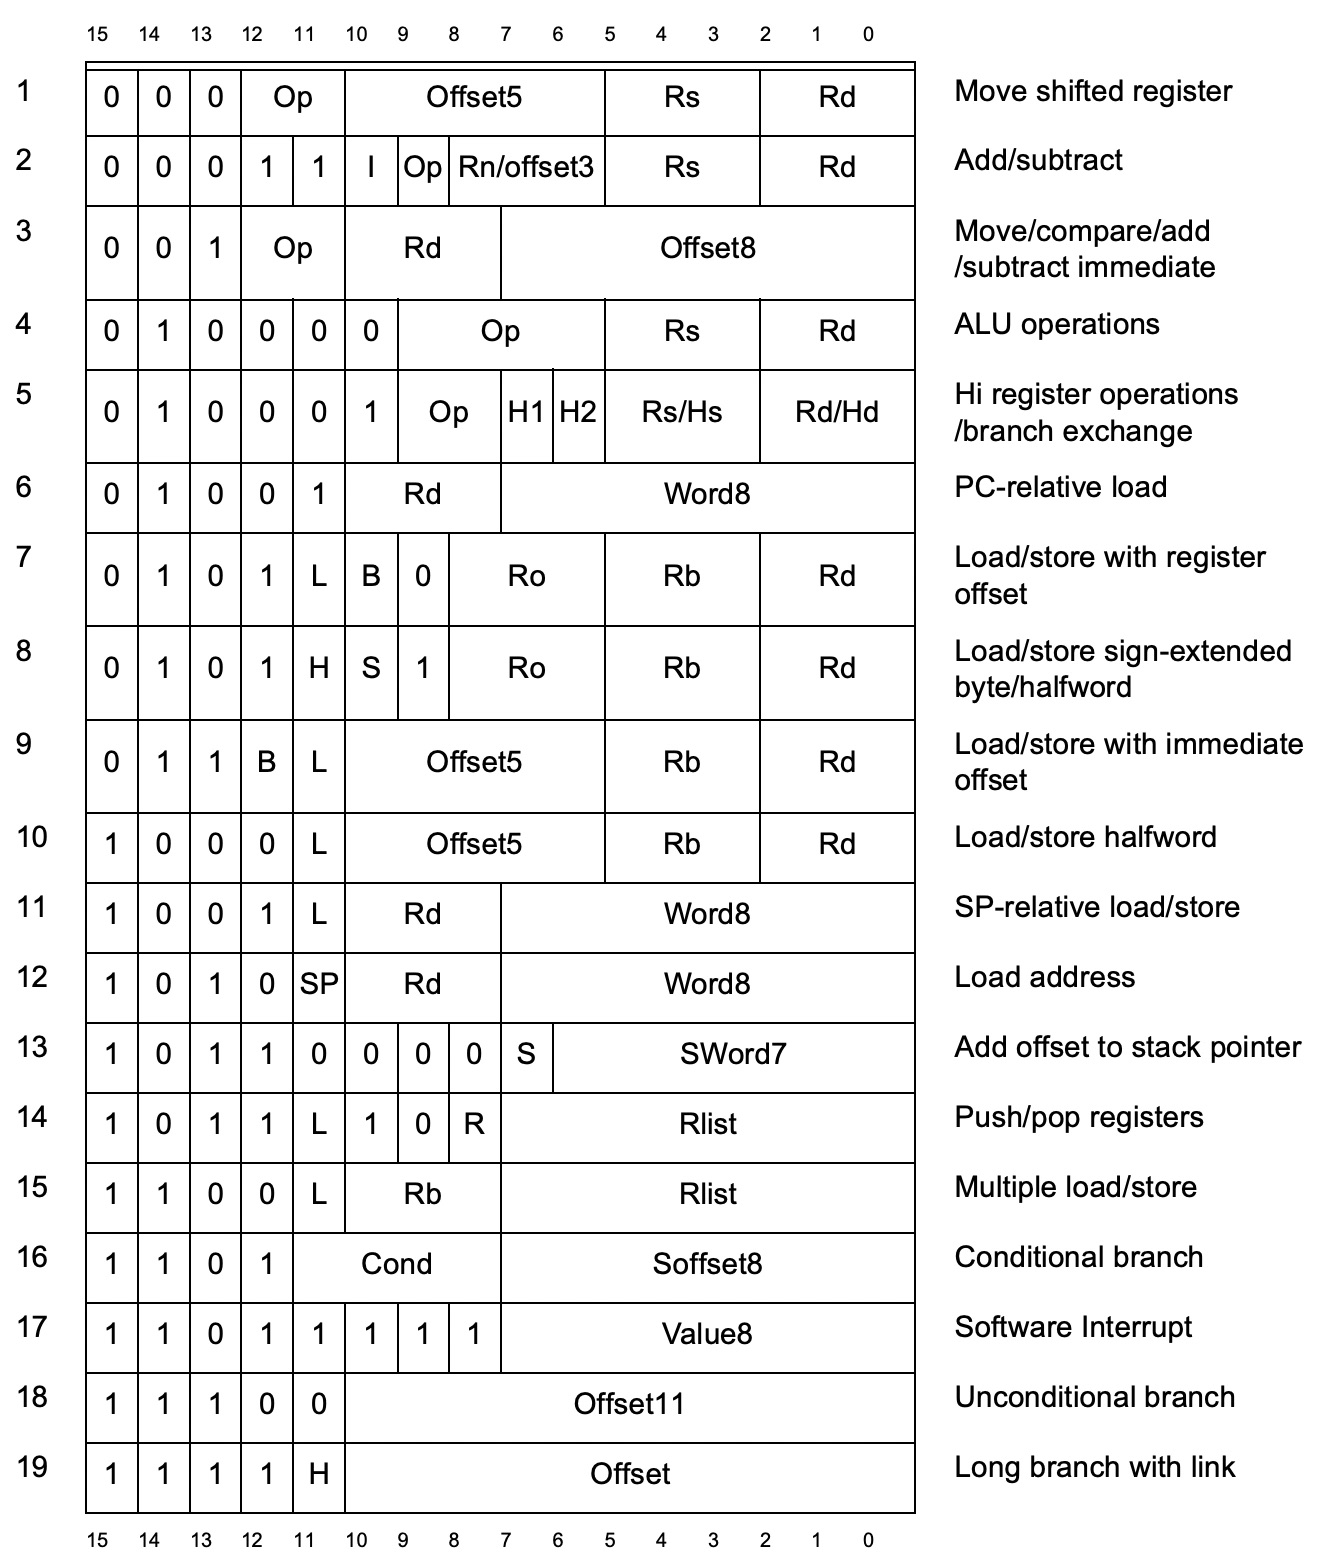 15 14 13 12 11 10 9 8 7 6 5 4 3 2 1 0
1 0 0 0 Op Offset5 Rs Rd Move shifted register
2 0 0 0 1 1 I Op Rn/offset3 Rs Rd Add/subtract
3 0 0 1 Op Rd Offset8 Move/compare/add
/subtract immediate
4 0 1 0 0 0 0 Op Rs Rd ALU operations
5 0 1 0 0 0 1 Op H1 H2 Rs/Hs Rd/Hd Hi register operations
/branch exchange
6 0 1 0 0 1 Rd Word8 PC-relative load
7 0 1 0 1 L B 0 Ro Rb Rd Load/store with register
offset
8 0 1 0 1 H S 1 Ro Rb Rd Load/store sign-extended
byte/halfword
9 0 1 1 B L Offset5 Rb Rd Load/store with immediate
offset
10 1 0 0 0 L Offset5 Rb Rd Load/store halfword
11 1 0 0 1 L Rd Word8 SP-relative load/store
12 1 0 1 0 SP Rd Word8 Load address
13 1 0 1 1 0 0 0 0 S SWord7 Add offset to stack pointer
14 1 0 1 1 L 1 0 R Rlist Push/pop registers
15 1 1 0 0 L Rb Rlist Multiple load/store
16 1 1 0 1 Cond Soffset8 Conditional branch
17 1 1 0 1 1 1 1 1 Value8 Software Interrupt
18 1 1 1 0 0 Offset11 Unconditional branch
19 1 1 1 1 H Offset Long branch with link
15 14 13 12 11 10 9 8 7 6 5 4 3 2 1 0